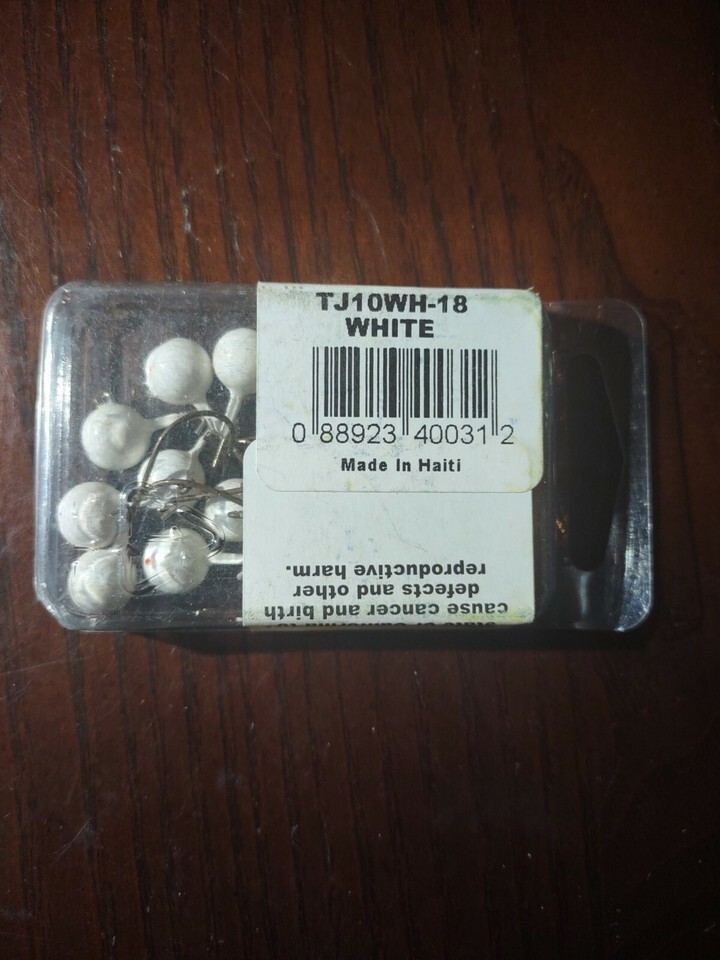 TJ10WH-18
WHITE
0 88923 40031 2
Made In Haiti
cause cancer and birth
defects and other
reproductive harm.